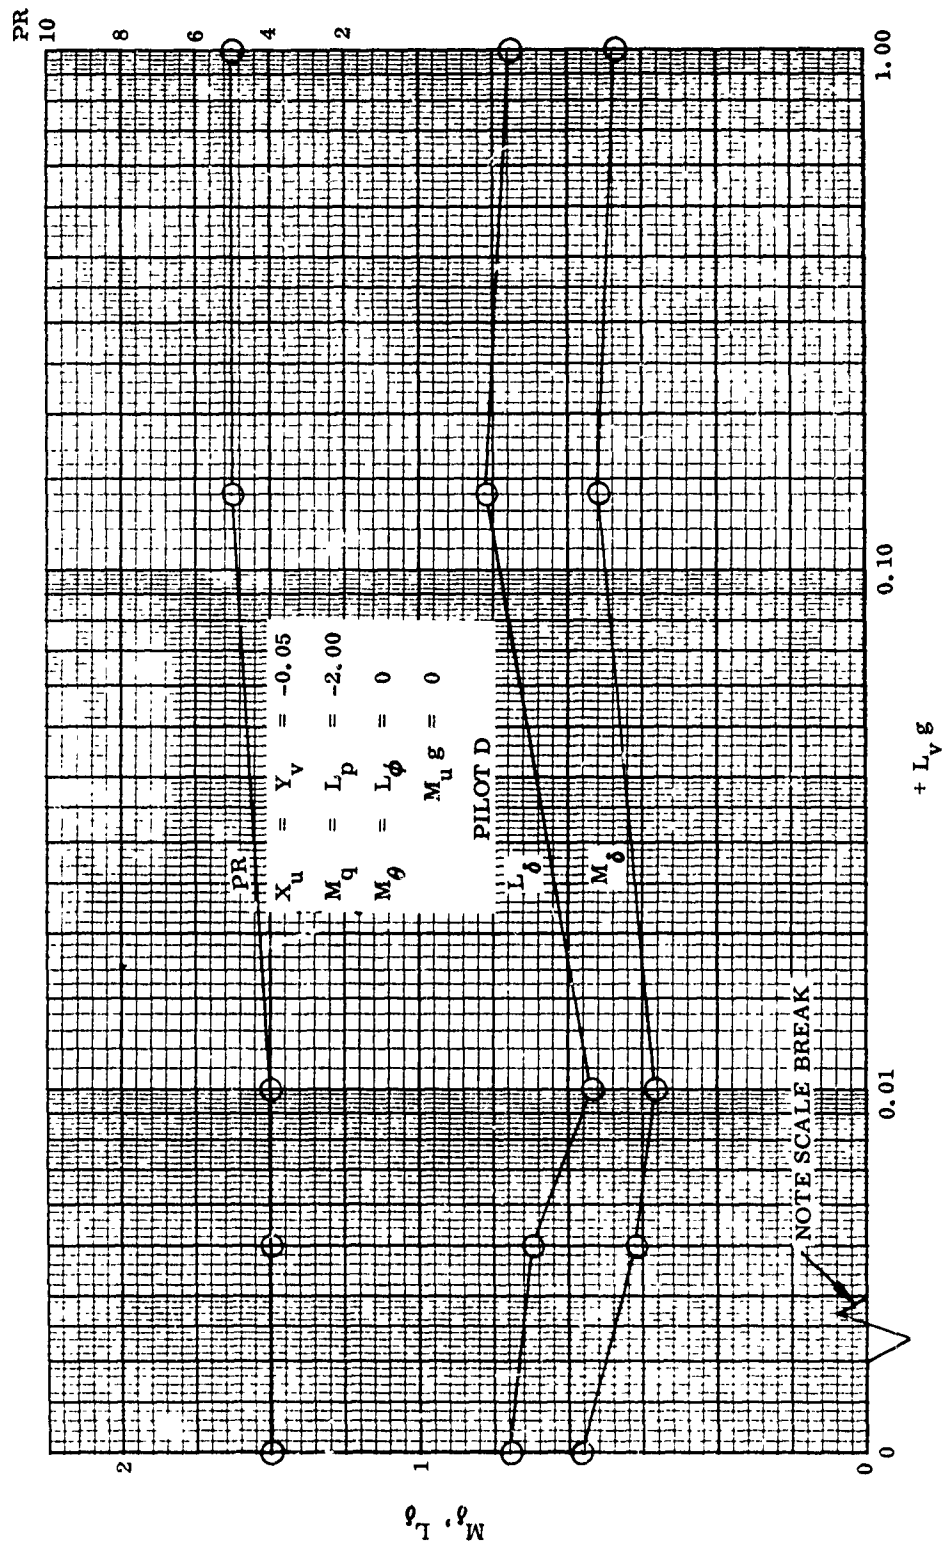 PR
10
8
6
4
2
2
1
0
M_δ, L_δ
PR
X_u = Y_v = -0.05
M_q = L_p = -2.00
M_θ = L_ϕ = 0
M_u g = 0
PILOT D
L_δ
M_δ
NOTE SCALE BREAK
0
0.01
0.10
1.00
+ L_v g